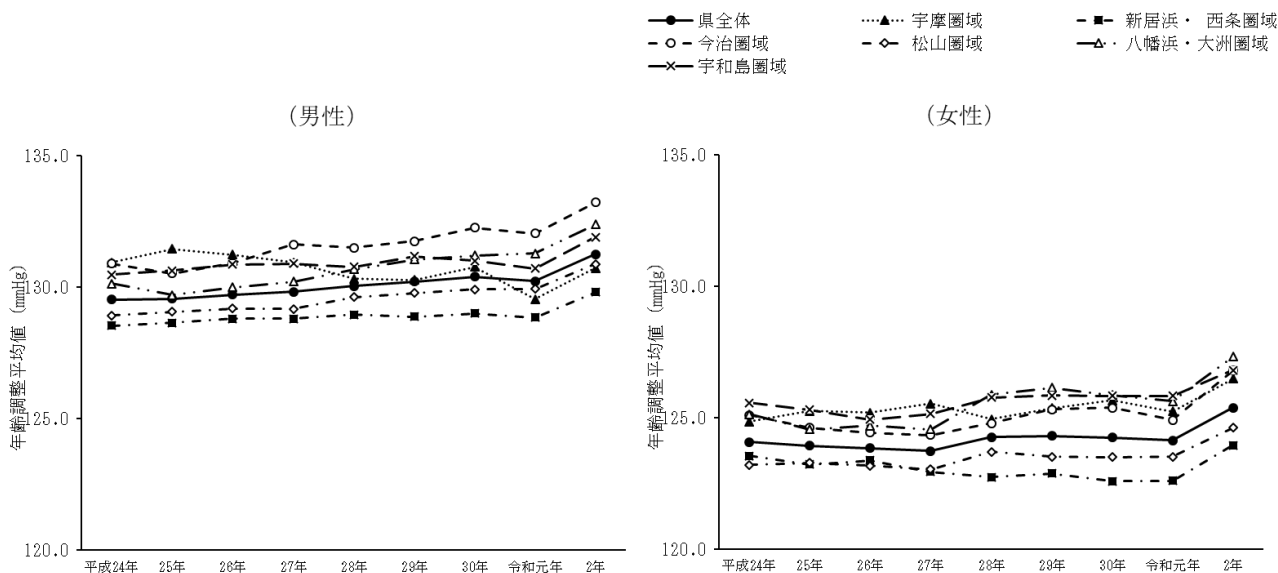 県全体 宇摩圏域 新居浜・ 西条圏域
今治圏域 松山圏域 八幡浜・大洲圏域
宇和島圏域
（男性）
135.0
130.0
125.0
120.0
年齢調整平均値 (mmHg)
平成24年 25年 26年 27年 28年 29年 30年 令和元年 2年
（女性）
135.0
130.0
125.0
120.0
年齢調整平均値 (mmHg)
平成24年 25年 26年 27年 28年 29年 30年 令和元年 2年